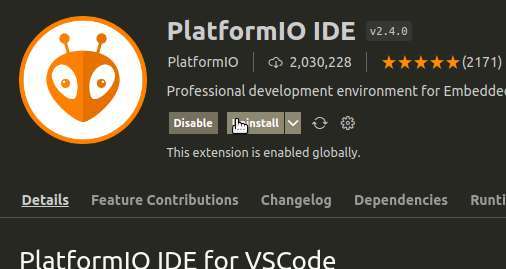 PlatformIO IDE v2.4.0
PlatformIO 2,030,228 (2171)
Professional development environment for Embedded
Disable Uninstall
This extension is enabled globally.
Details Feature Contributions Changelog Dependencies Runti
PlatformIO IDE for VSCode